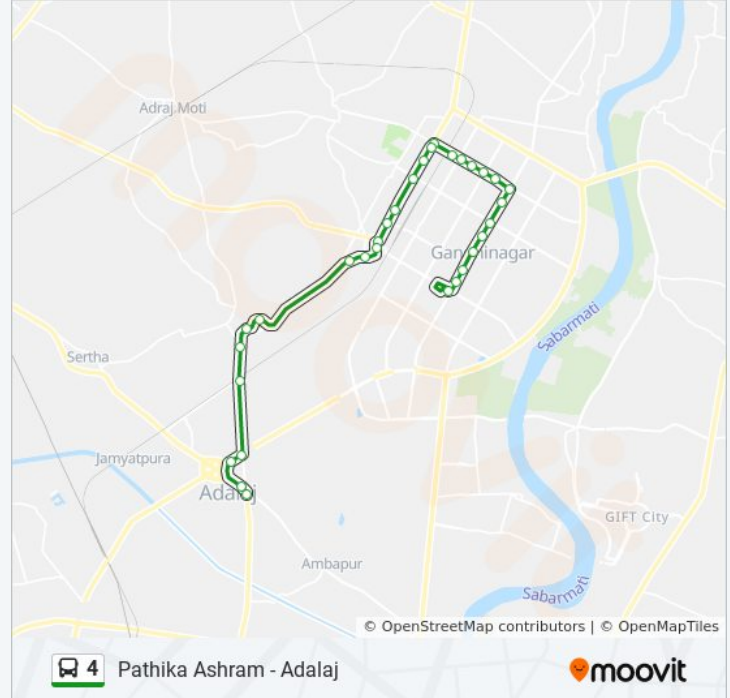 Adraj Moti
Gandhinagar
Sabarmati
Sertha
Jamyatpura
Adalaj
GIFT City
Ambapur
Sabarmati
© OpenStreetMap contributors | © OpenMapTiles
4 Pathika Ashram - Adalaj
moovit